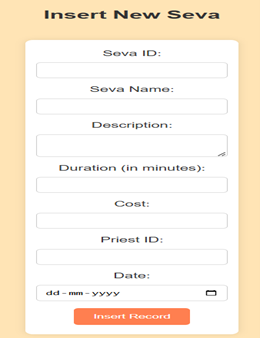 Insert New Seva
Seva ID:
Seva Name:
Description:
Duration (in minutes):
Cost:
Priest ID:
Date:
dd-mm-yyyy
Insert Record